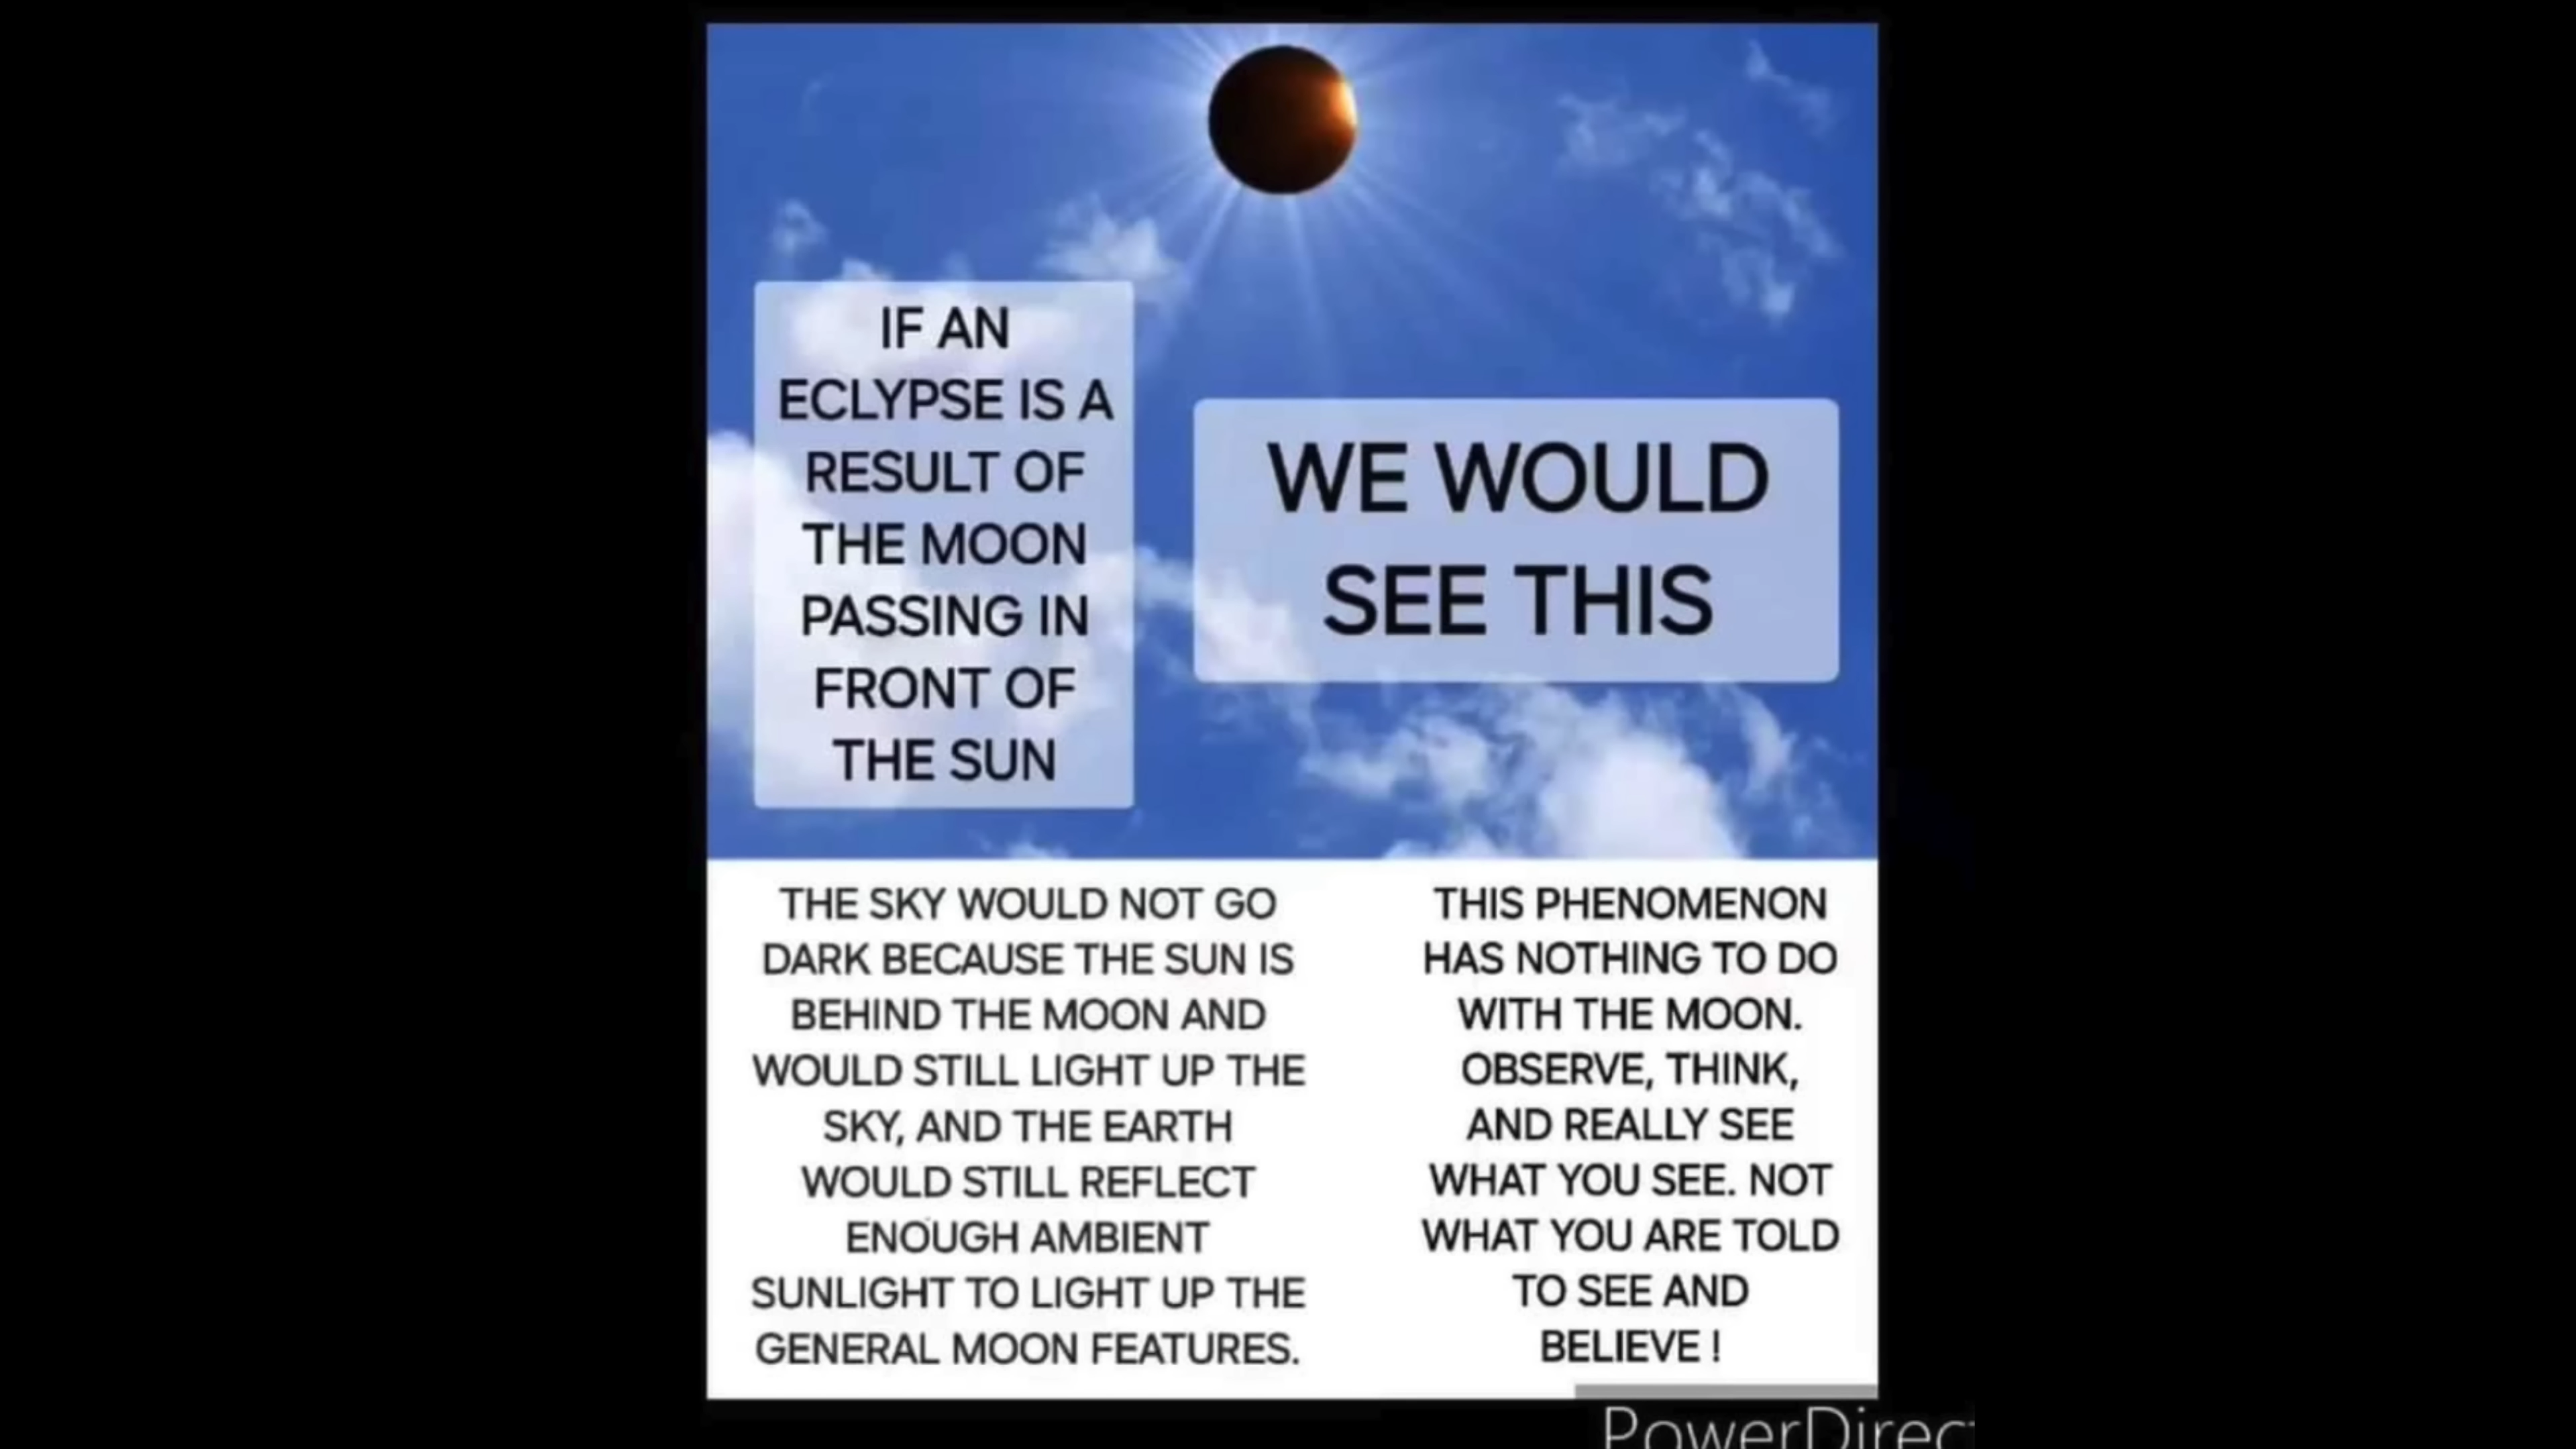 IF AN
ECLYPSE IS A
RESULT OF
THE MOON
PASSING IN
FRONT OF
THE SUN
WE WOULD
SEE THIS
THE SKY WOULD NOT GO
DARK BECAUSE THE SUN IS
BEHIND THE MOON AND
WOULD STILL LIGHT UP THE
SKY, AND THE EARTH
WOULD STILL REFLECT
ENOUGH AMBIENT
SUNLIGHT TO LIGHT UP THE
GENERAL MOON FEATURES.
THIS PHENOMENON
HAS NOTHING TO DO
WITH THE MOON.
OBSERVE, THINK,
AND REALLY SEE
WHAT YOU SEE. NOT
WHAT YOU ARE TOLD
TO SEE AND
BELIEVE !
PowerDirect